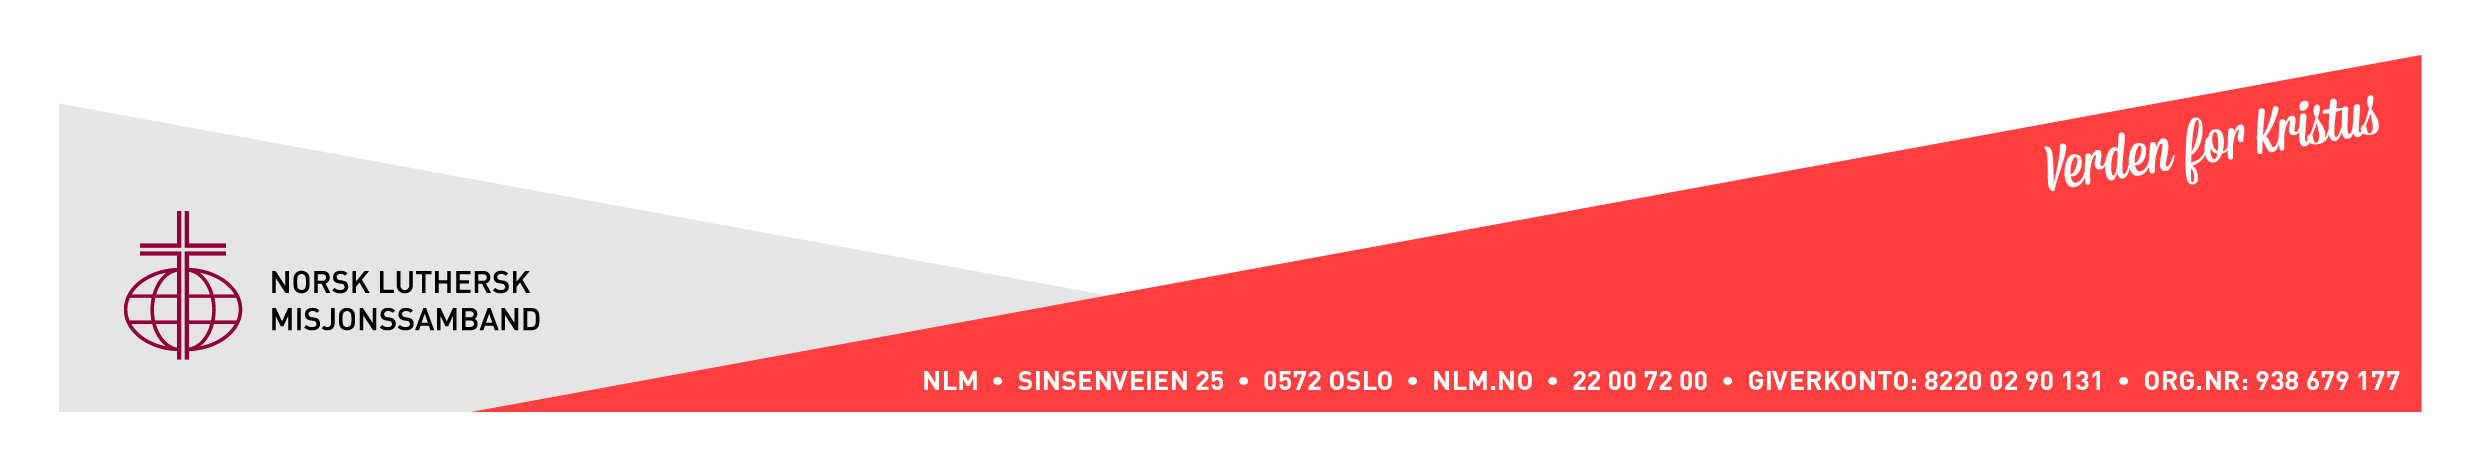 Verden for Kristus
NORSK LUTHERSK
MISJONSSAMBAND
NLM • SINSENVEIEN 25 • 0572 OSLO • NLM.NO • 22 00 72 00 • GIVERKONTO: 8220 02 90 131 • ORG.NR: 938 679 177